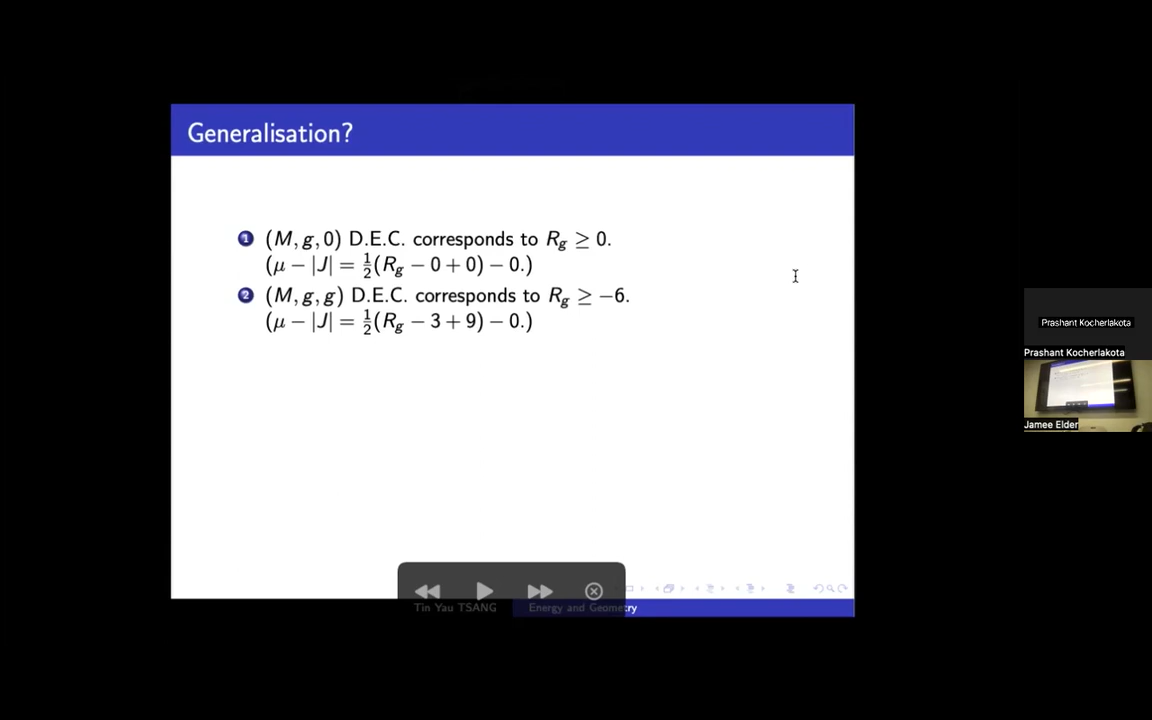 Generalisation?
1 (M, g, 0) D.E.C. corresponds to R_g ≥ 0.
(μ − |J| = ½(R_g − 0 + 0) − 0.)
2 (M, g, g) D.E.C. corresponds to R_g ≥ −6.
(μ − |J| = ½(R_g − 3 + 9) − 0.)
Tin Yau TSANG
Energy and Geometry
Prashant Kocherlakota
Prashant Kocherlakota
Jamee Elder